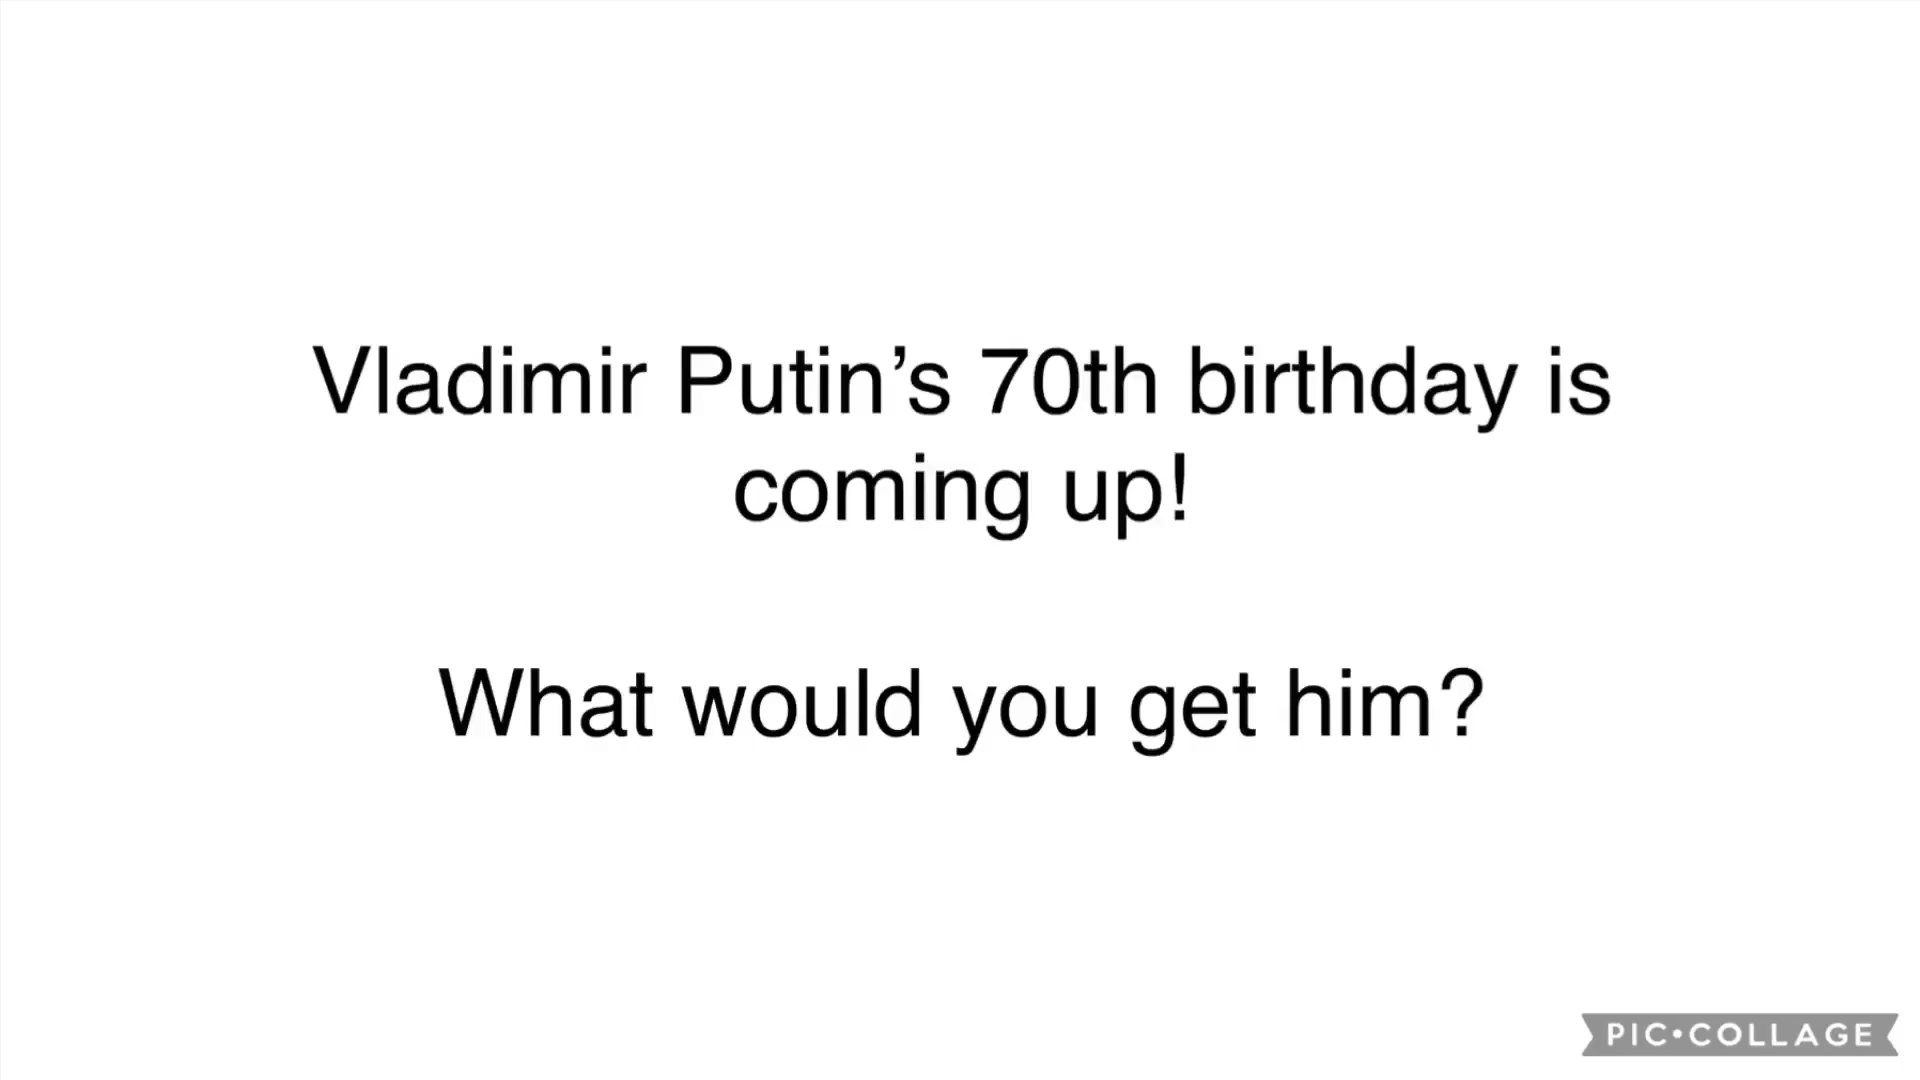 Vladimir Putin’s 70th birthday is
coming up!
What would you get him?
PIC•COLLAGE